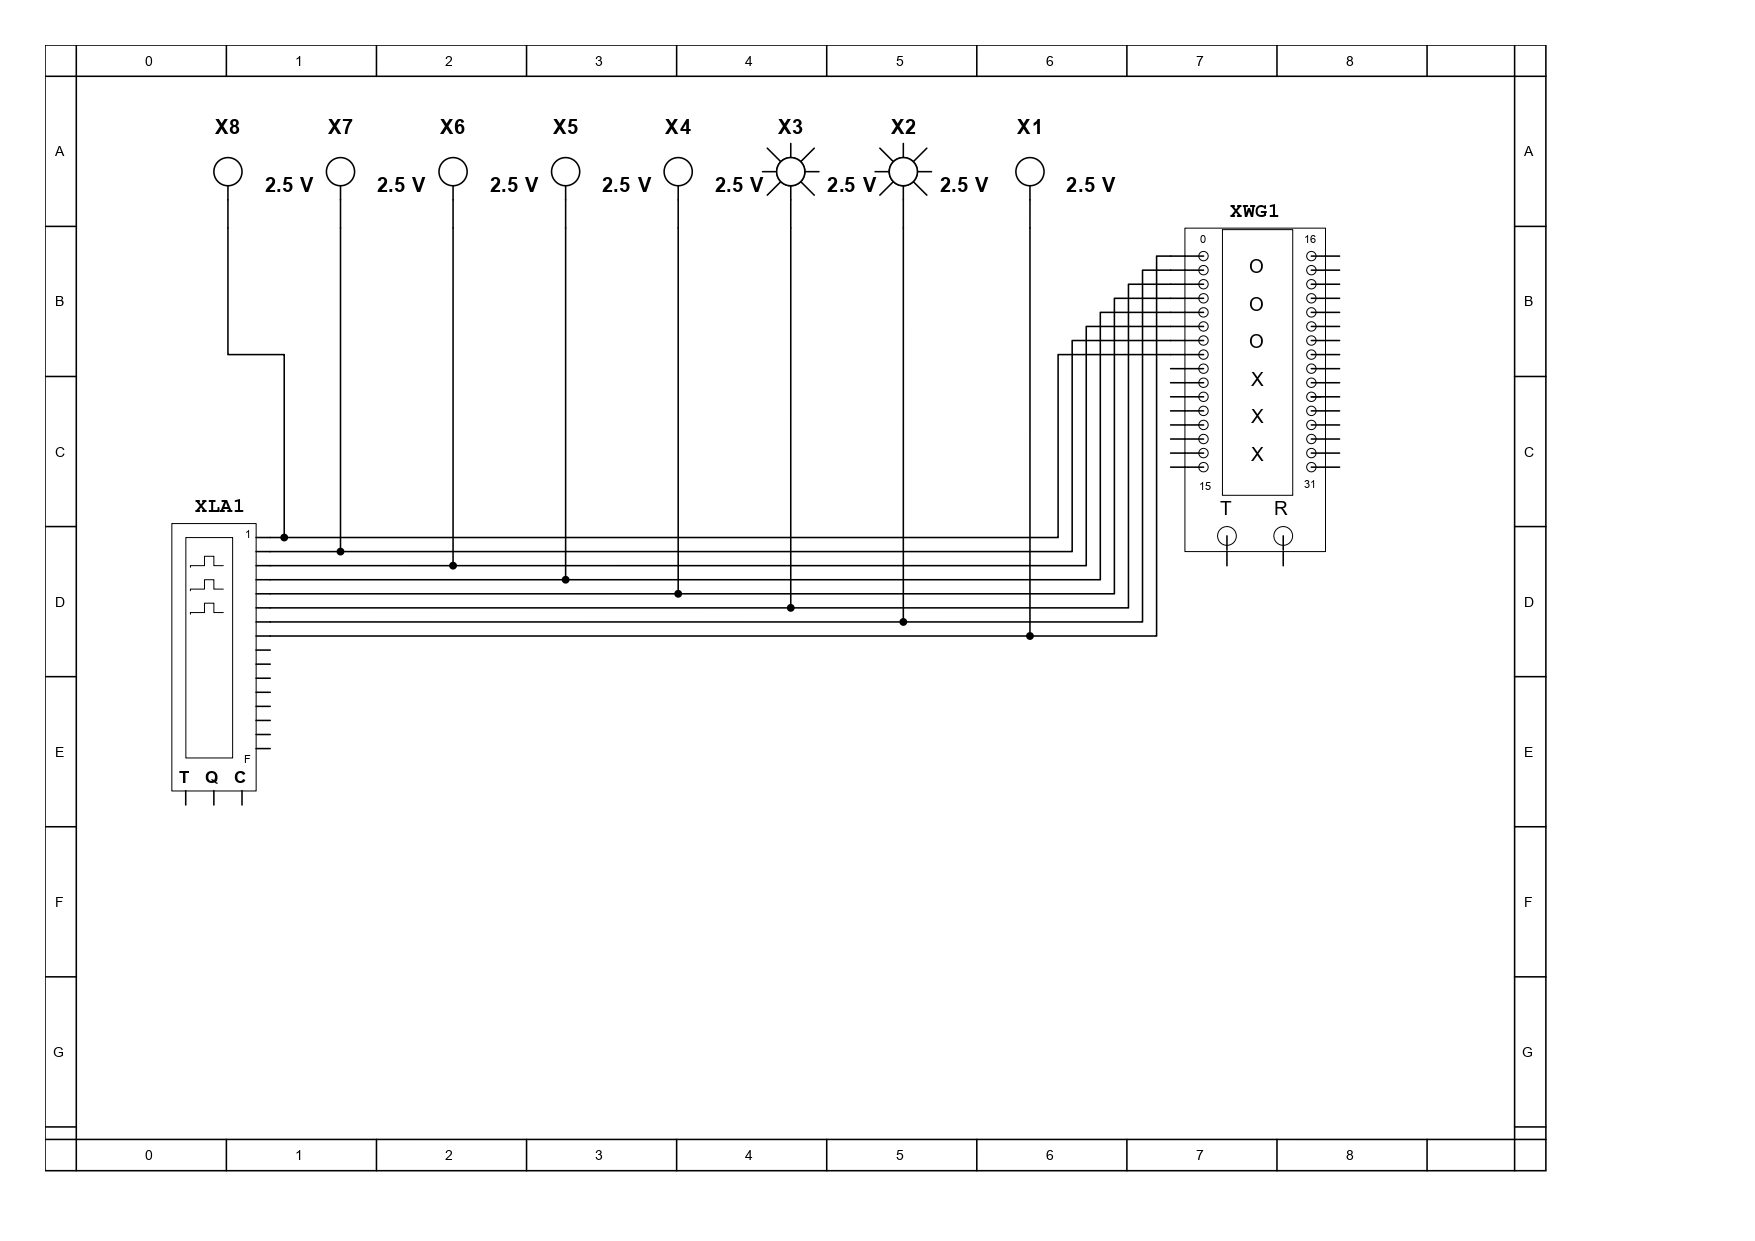 0 1 2 3 4 5 6 7 8
X8 X7 X6 X5 X4 X3 X2 X1
A A
2.5 V 2.5 V 2.5 V 2.5 V 2.5 V 2.5 V 2.5 V 2.5 V
XWG1
0 16
O
B O B
O
X
X
C X C
15 31
XLA1
T R
1
D D
E E
F
T Q C
F F
G G
0 1 2 3 4 5 6 7 8